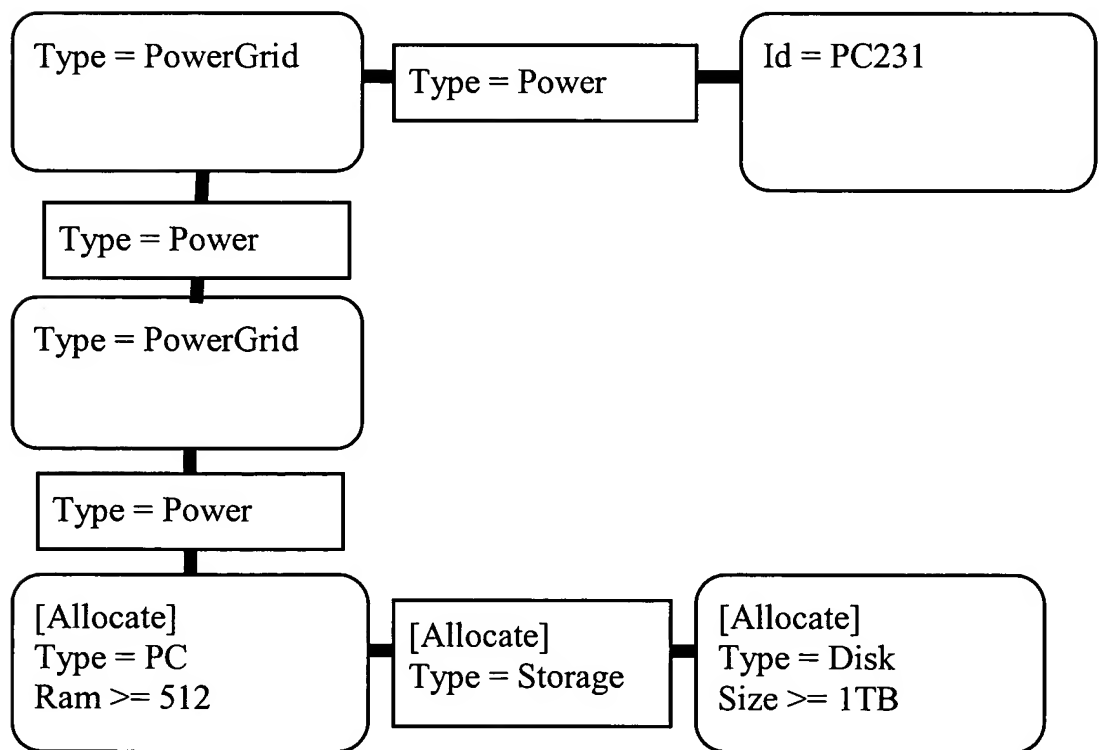 Type = PowerGrid
Type = Power
Id = PC231
Type = Power
Type = PowerGrid
Type = Power
[Allocate]
Type = PC
Ram >= 512
[Allocate]
Type = Storage
[Allocate]
Type = Disk
Size >= 1TB